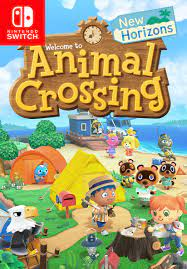 NINTENDO
SWITCH
New
Horizons
Welcome to
Animal
Crossing